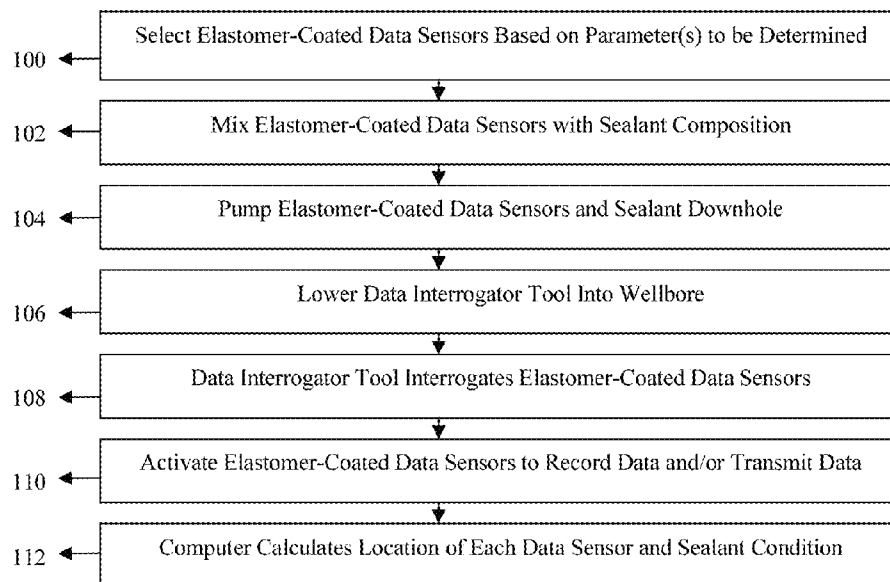 Select Elastomer-Coated Data Sensors Based on Parameter(s) to be Determined
100
Mix Elastomer-Coated Data Sensors with Sealant Composition
102
Pump Elastomer-Coated Data Sensors and Sealant Downhole
104
Lower Data Interrogator Tool Into Wellbore
106
Data Interrogator Tool Interrogates Elastomer-Coated Data Sensors
108
Activate Elastomer-Coated Data Sensors to Record Data and/or Transmit Data
110
Computer Calculates Location of Each Data Sensor and Sealant Condition
112